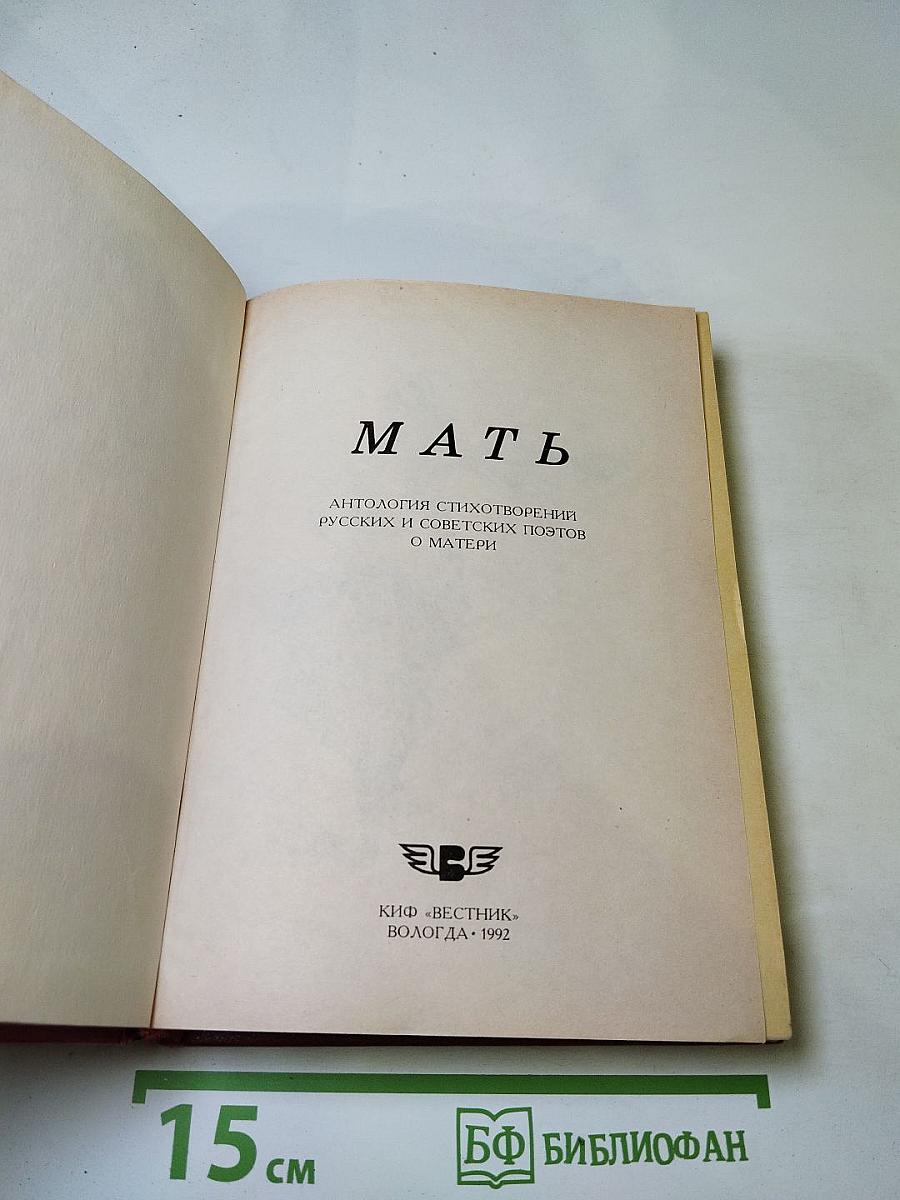 МАТЬ
АНТОЛОГИЯ СТИХОТВОРЕНИЙ
РУССКИХ И СОВЕТСКИХ ПОЭТОВ
О МАТЕРИ
В
КИФ «ВЕСТНИК»
ВОЛОГДА • 1992
15 см
БФ БИБЛИОФАН